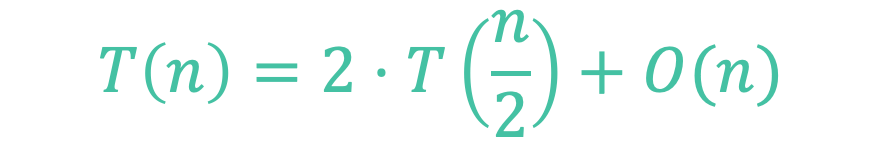 T(n) = 2 · T(n/2) + O(n)